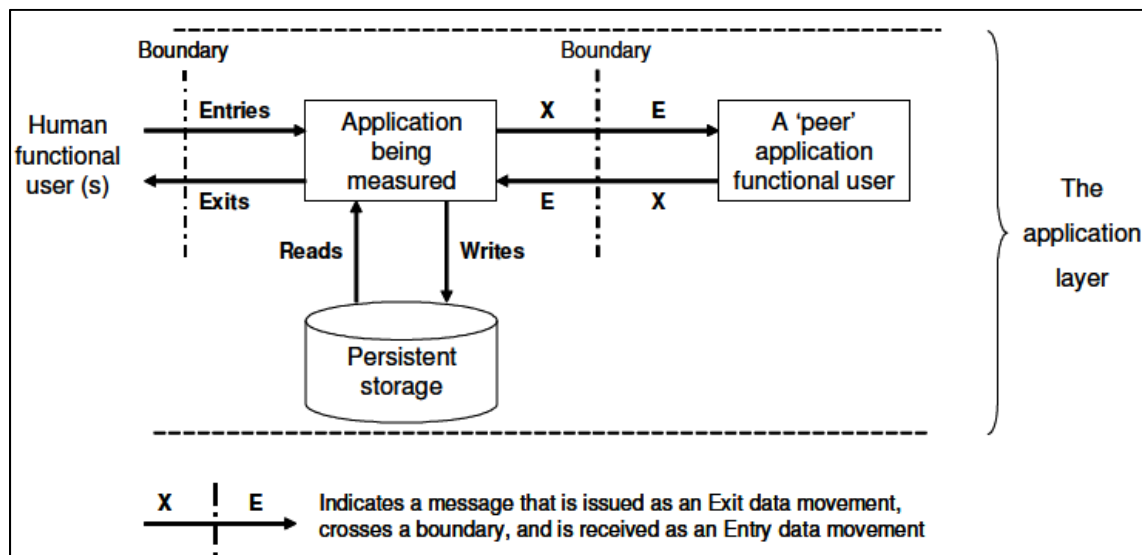 Boundary
Boundary
Entries
X
E
Human
functional
user (s)
Application
being
measured
A ‘peer’
application
functional user
Exits
E
X
Reads
Writes
The
application
layer
Persistent
storage
X
E
Indicates a message that is issued as an Exit data movement,
crosses a boundary, and is received as an Entry data movement